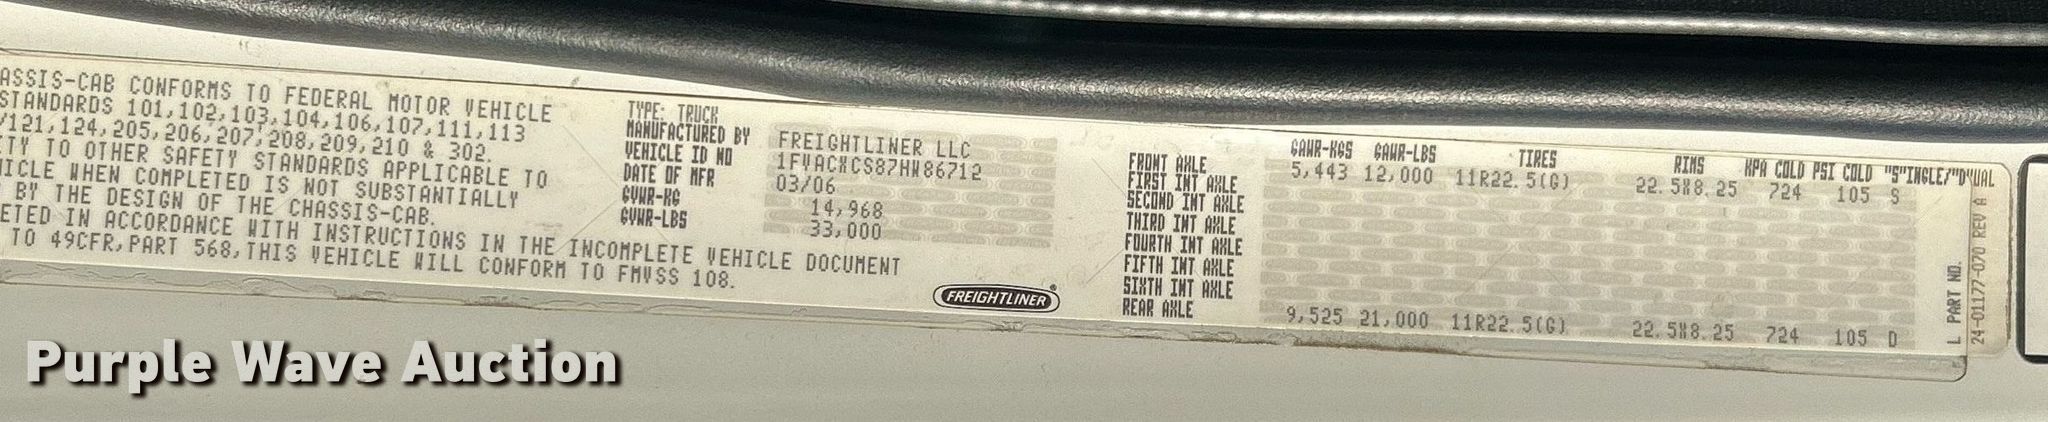 ASSIS-CAB CONFORMS TO FEDERAL MOTOR VEHICLE
STANDARDS 101,102,103,104,106,107,111,113
/121,124,205,206,207,208,209,210 & 302.
TY TO OTHER SAFETY STANDARDS APPLICABLE TO
HICLE WHEN COMPLETED IS NOT SUBSTANTIALLY
BY THE DESIGN OF THE CHASSIS-CAB.
ETED IN ACCORDANCE WITH INSTRUCTIONS IN THE INCOMPLETE VEHICLE DOCUMENT
TO 49CFR,PART 568,THIS VEHICLE WILL CONFORM TO FMVSS 108.
TYPE: TRUCK
MANUFACTURED BY FREIGHTLINER LLC
VEHICLE ID NO 1FVACXCS87HW86712
DATE OF MFR 03/06
GVWR-KG 14,968
GVWR-LBS 33,000
FREIGHTLINER®
GAWR-KGS GAWR-LBS TIRES RIMS KPA COLD PSI COLD "S"INGLE/"D"UAL
FRONT AXLE 5,443 12,000 11R22.5(G) 22.5X8.25 724 105 S
FIRST INT AXLE
SECOND INT AXLE
THIRD INT AXLE
FOURTH INT AXLE
FIFTH INT AXLE
SIXTH INT AXLE
REAR AXLE 9,525 21,000 11R22.5(G) 22.5X8.25 724 105 D
L PART NO.
24-01177-070 REV A
Purple Wave Auction